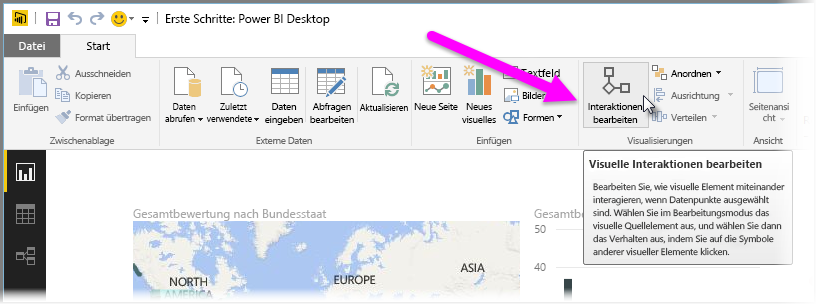 Erste Schritte: Power BI Desktop
Datei
Start
Einfügen
Ausschneiden
Kopieren
Format übertragen
Zwischenablage
Daten
abrufen
Zuletzt
verwendete
Daten
eingeben
Abfragen
bearbeiten
Aktualisieren
Externe Daten
Neue Seite
Neues
visuelles
Textfeld
Bilder
Formen
Einfügen
Interaktionen
bearbeiten
Anordnen
Ausrichtung
Verteilen
Visualisierungen
Seitenansi
cht
Ansicht
Visuelle Interaktionen bearbeiten
Bearbeiten Sie, wie visuelle Element miteinander
interagieren, wenn Datenpunkte ausgewählt
sind. Wählen Sie im Bearbeitungsmodus das
visuelle Quellelement aus, und wählen Sie dann
das Verhalten aus, indem Sie auf die Symbole
anderer visueller Elemente klicken.
Gesamtbewertung nach Bundesstaat
NORTH
AMERICA
ASIA
Gesa
50
40